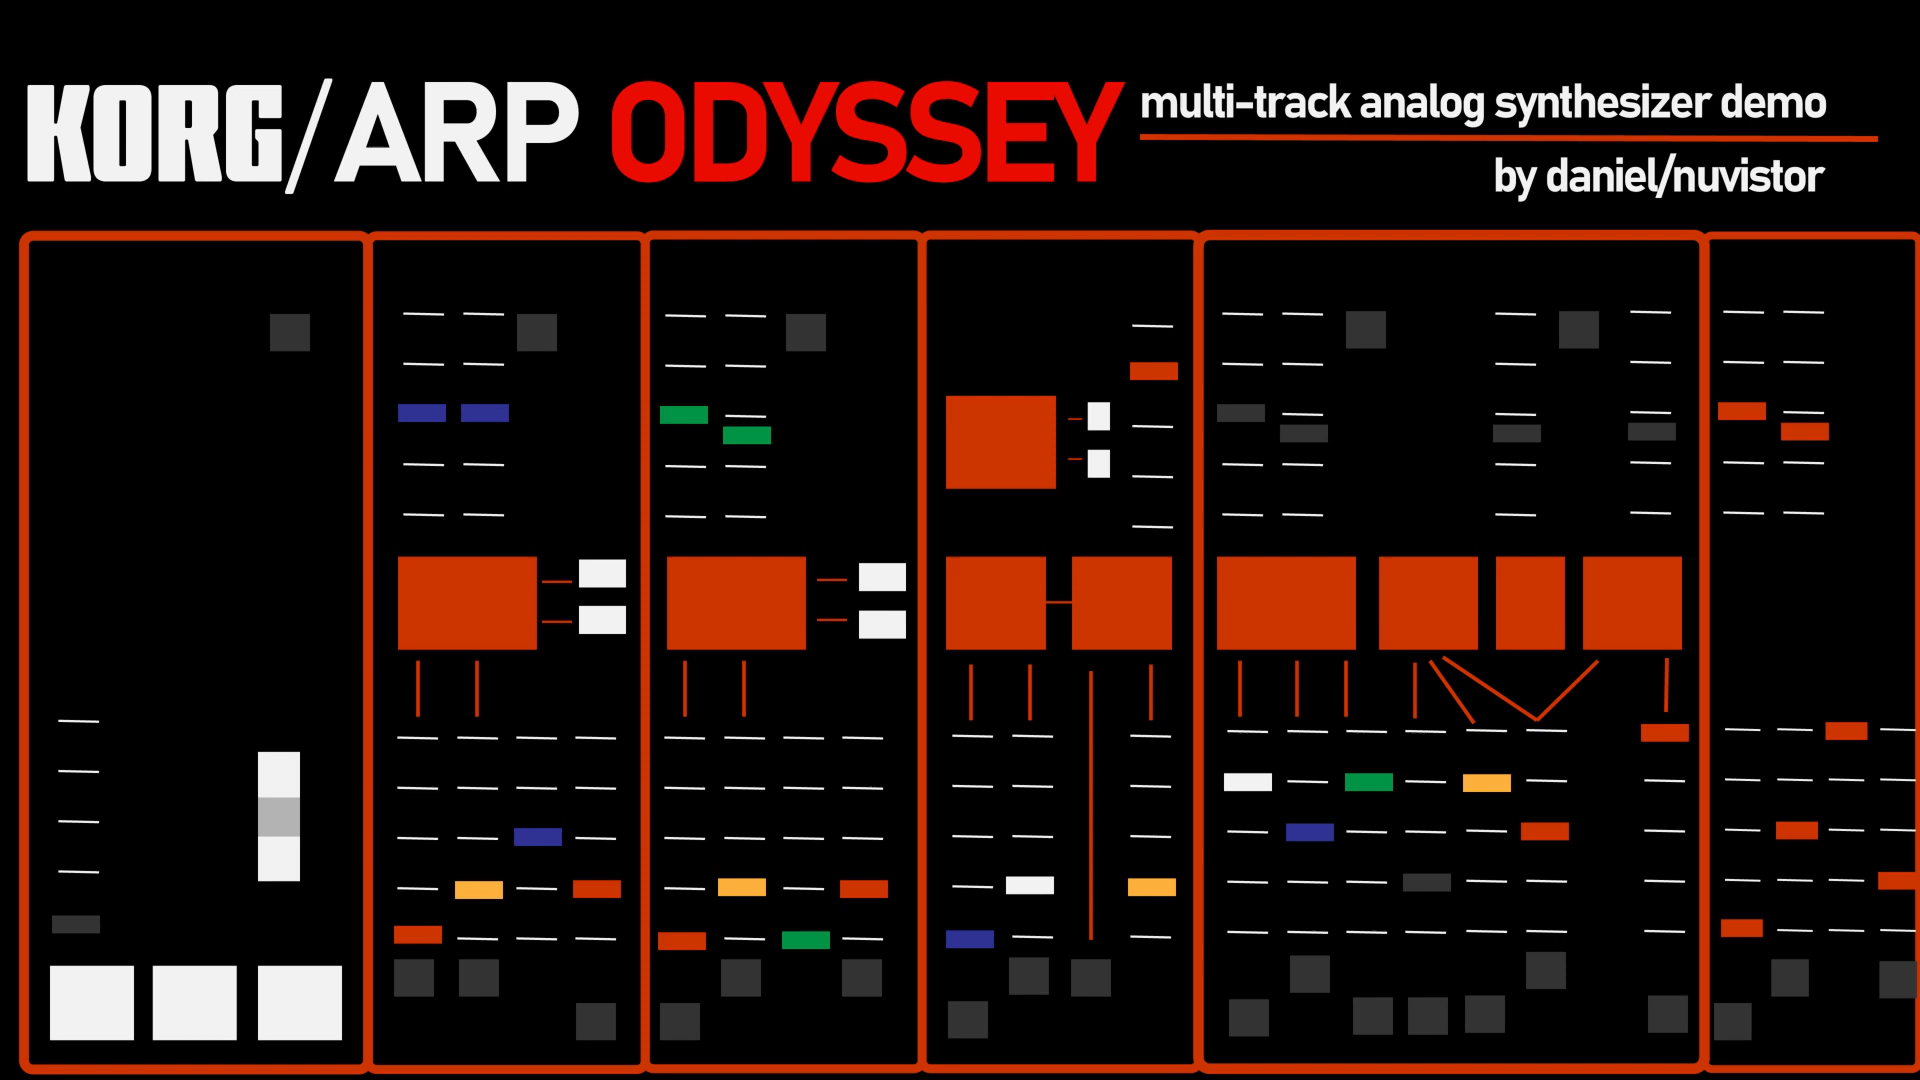 KORG/ARP ODYSSEY
multi-track analog synthesizer demo
by daniel/nuvistor